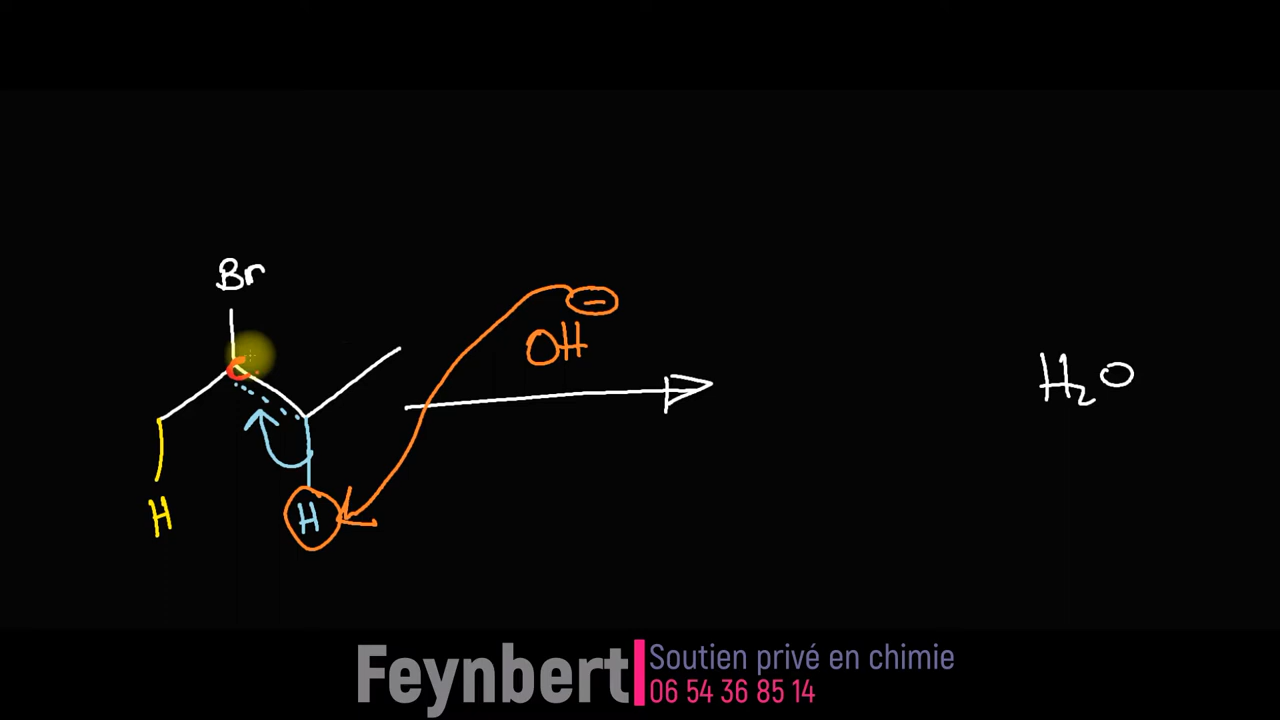 Br
−
OH
H₂O
H
H
Feynbert
Soutien privé en chimie
06 54 36 85 14